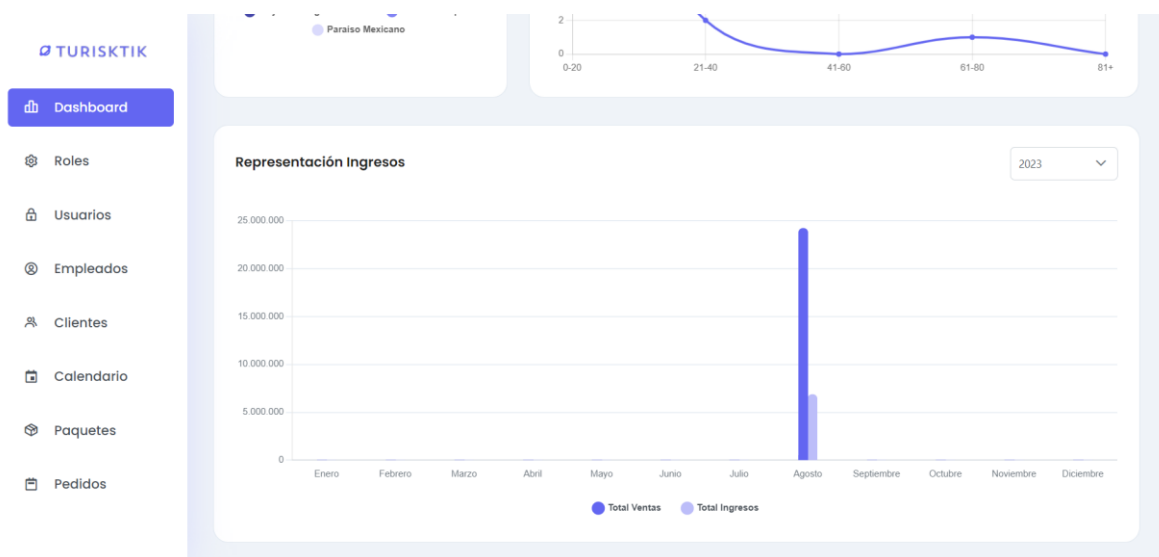 TURISKTIK
Dashboard
Roles
Usuarios
Empleados
Clientes
Calendario
Paquetes
Pedidos
Paraiso Mexicano
2
0
0-20 21-40 41-60 61-80 81+
Representación Ingresos
2023
25.000.000
20.000.000
15.000.000
10.000.000
5.000.000
0
Enero Febrero Marzo Abril Mayo Junio Julio Agosto Septiembre Octubre Noviembre Diciembre
Total Ventas Total Ingresos